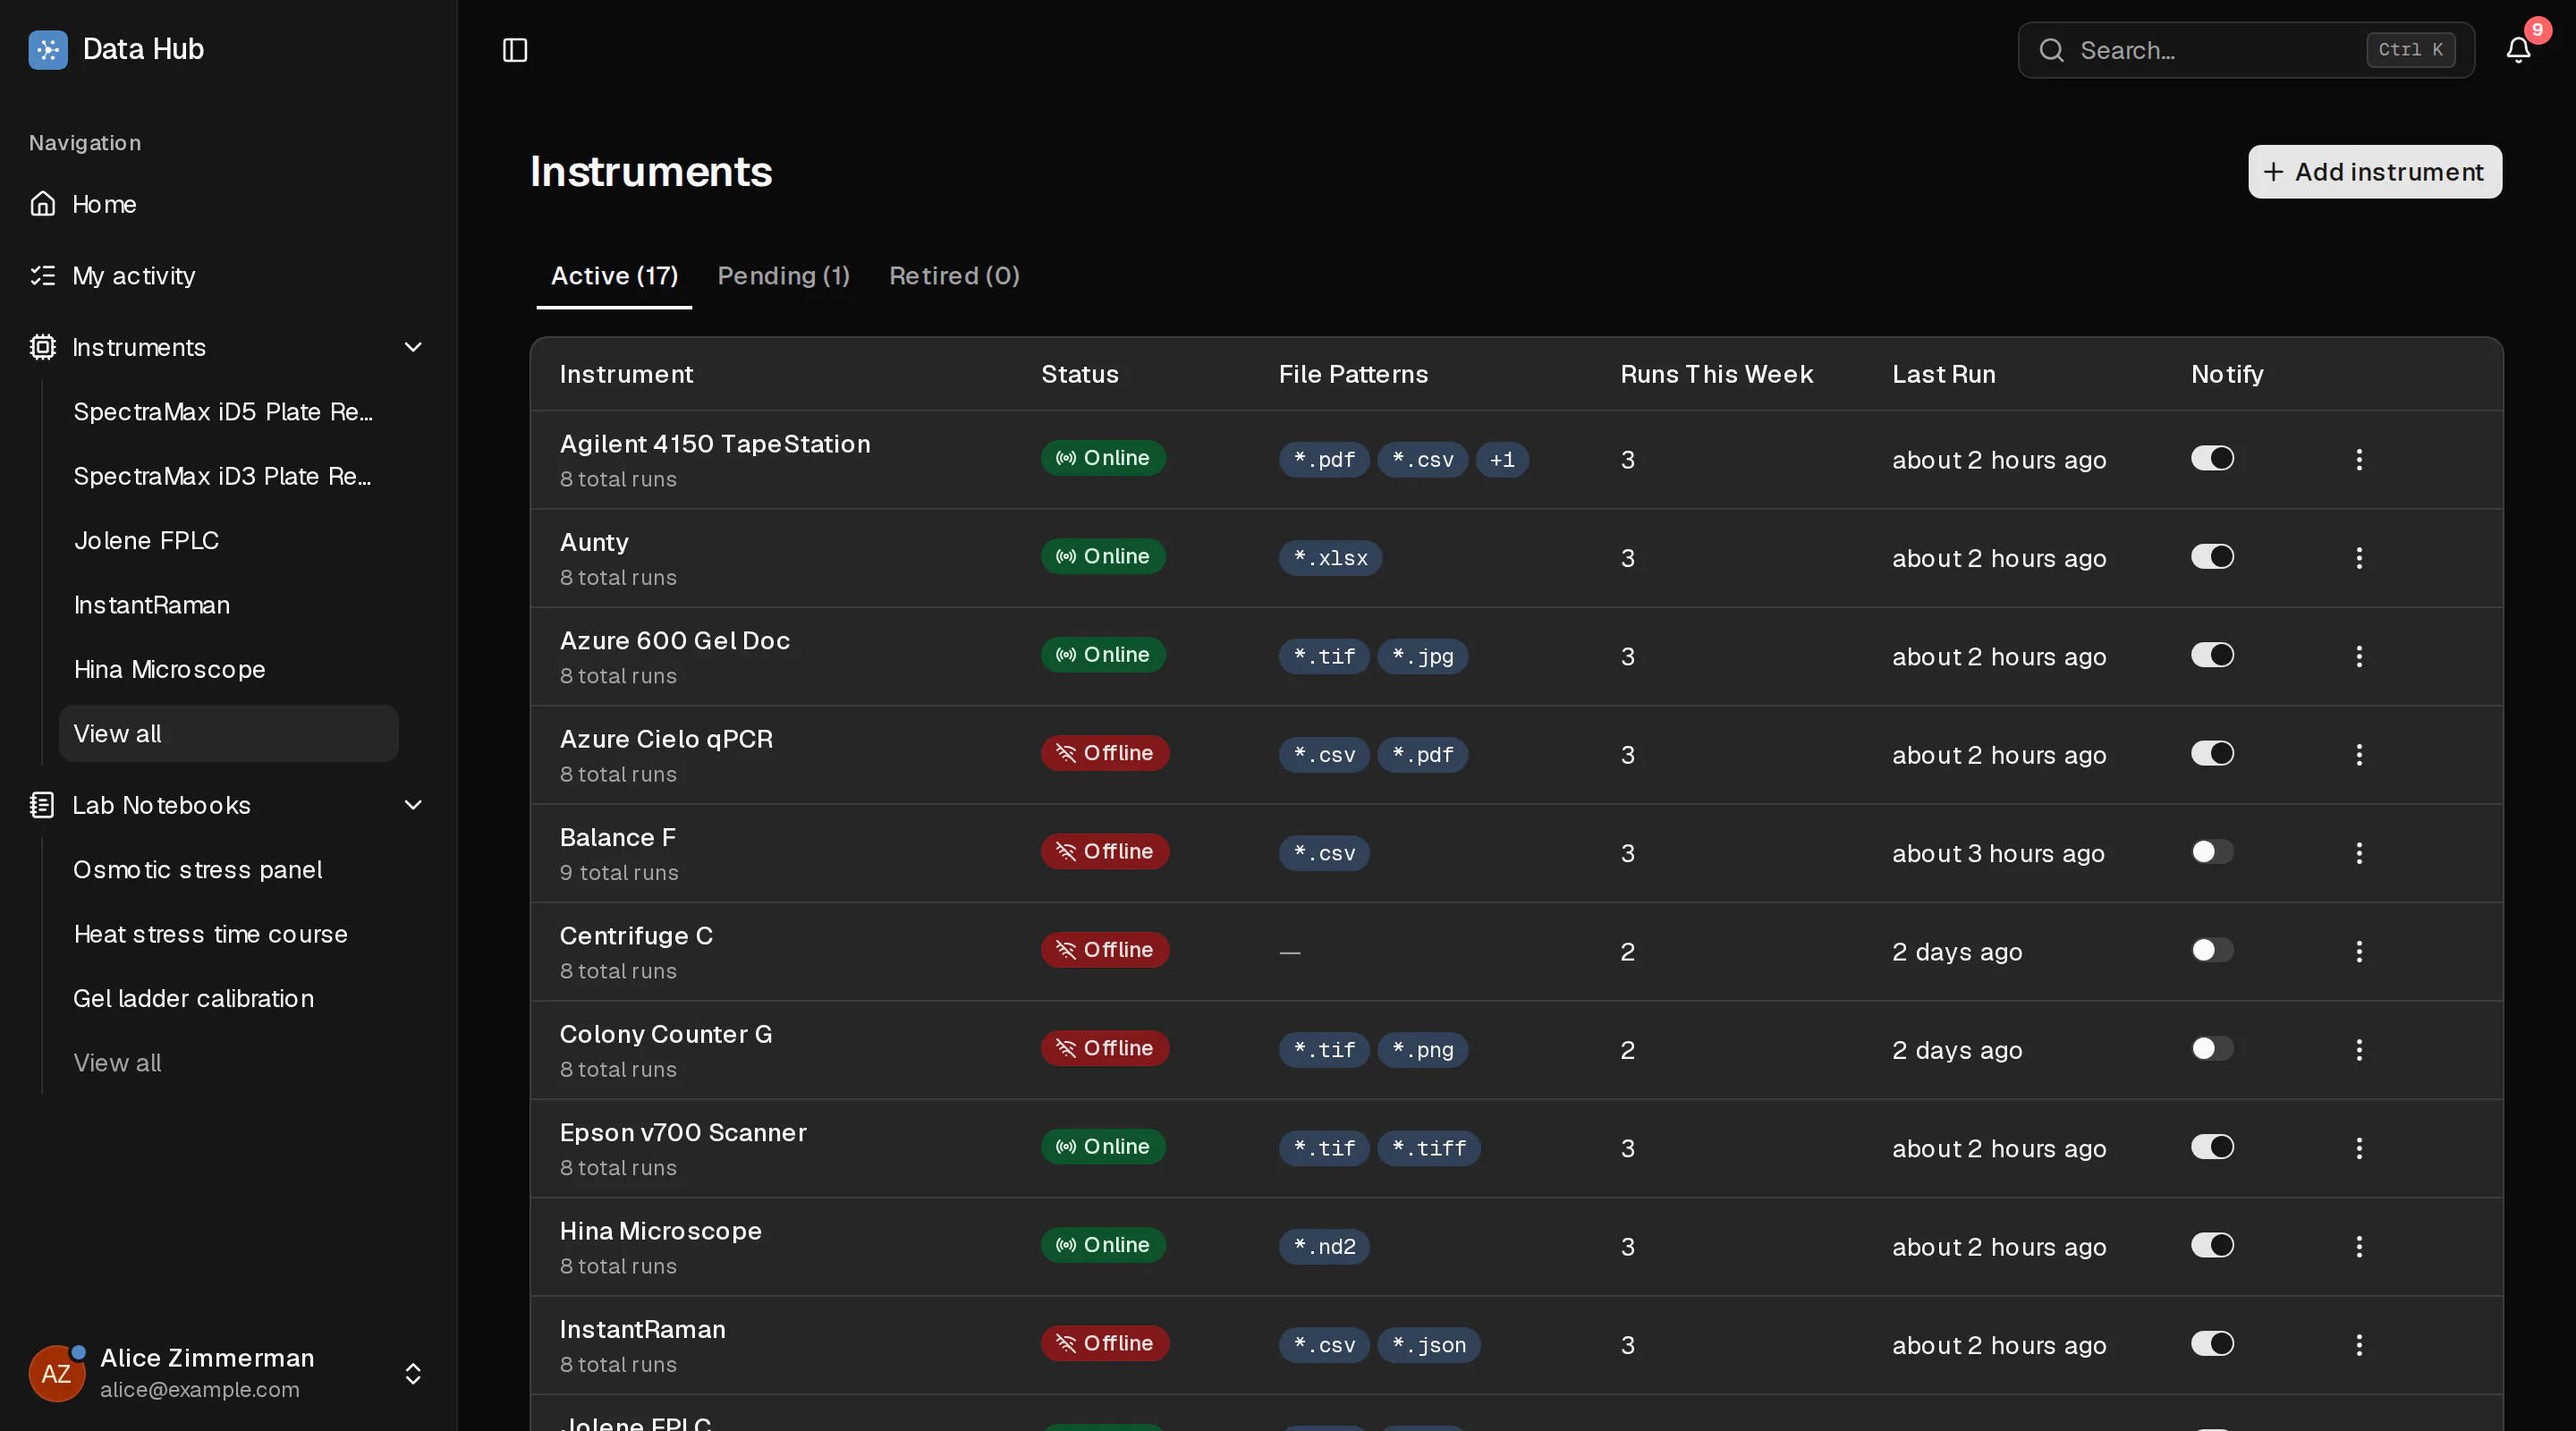 Data Hub
Search...
Ctrl K
9
Navigation
Home
My activity
Instruments
SpectraMax iD5 Plate Re...
SpectraMax iD3 Plate Re...
Jolene FPLC
InstantRaman
Hina Microscope
View all
Lab Notebooks
Osmotic stress panel
Heat stress time course
Gel ladder calibration
View all
AZ
Alice Zimmerman
alice@example.com
Instruments
+ Add instrument
Active (17) Pending (1) Retired (0)
Instrument Status File Patterns Runs This Week Last Run Notify
Agilent 4150 TapeStation
8 total runs
Online *.pdf *.csv +1 3 about 2 hours ago
Aunty
8 total runs
Online *.xlsx 3 about 2 hours ago
Azure 600 Gel Doc
8 total runs
Online *.tif *.jpg 3 about 2 hours ago
Azure Cielo qPCR
8 total runs
Offline *.csv *.pdf 3 about 2 hours ago
Balance F
9 total runs
Offline *.csv 3 about 3 hours ago
Centrifuge C
8 total runs
Offline — 2 2 days ago
Colony Counter G
8 total runs
Offline *.tif *.png 2 2 days ago
Epson v700 Scanner
8 total runs
Online *.tif *.tiff 3 about 2 hours ago
Hina Microscope
8 total runs
Online *.nd2 3 about 2 hours ago
InstantRaman
8 total runs
Offline *.csv *.json 3 about 2 hours ago
Jolene FPLC